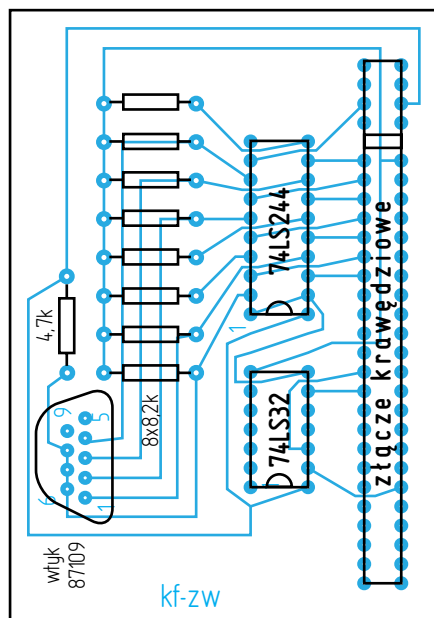 4,7k
8x8,2k
74LS244
1
74LS32
złącze krawędziowe
9
5
6
1
wtyk
87109
kf-zw